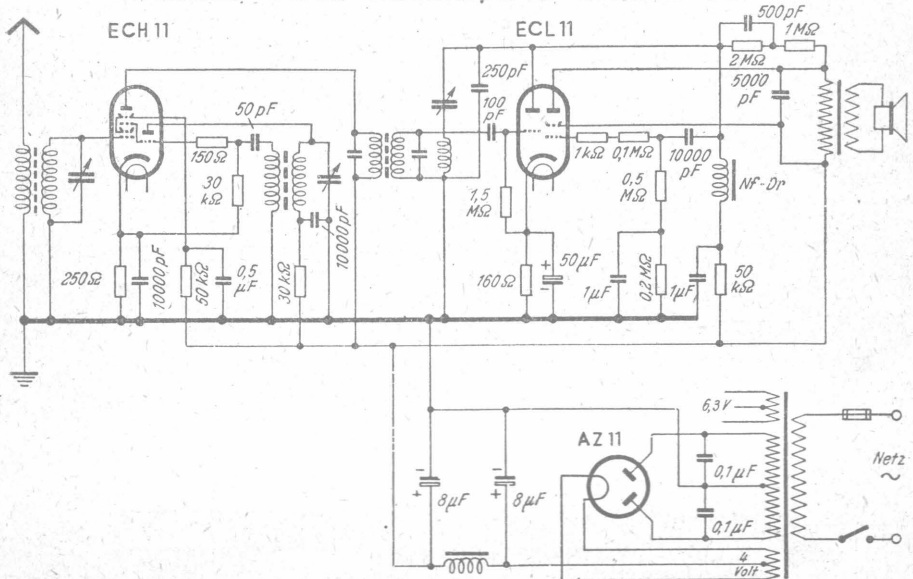 ECH 11
ECL 11
500 pF
1 MΩ
2 MΩ
250 pF
5000 pF
100 pF
50 pF
150 Ω
1 kΩ
0,1 MΩ
10000 pF
30 kΩ
1,5 MΩ
0,5 MΩ
Nf-Dr
10000 pF
250 Ω
10000 pF
50 kΩ
0,5 µF
30 kΩ
160 Ω
+
50 µF
−
1 µF
0,2 MΩ
1 µF
50 kΩ
6,3 V
AZ 11
Netz
~
−
+
8 µF
−
+
8 µF
0,1 µF
0,1 µF
4 Volt